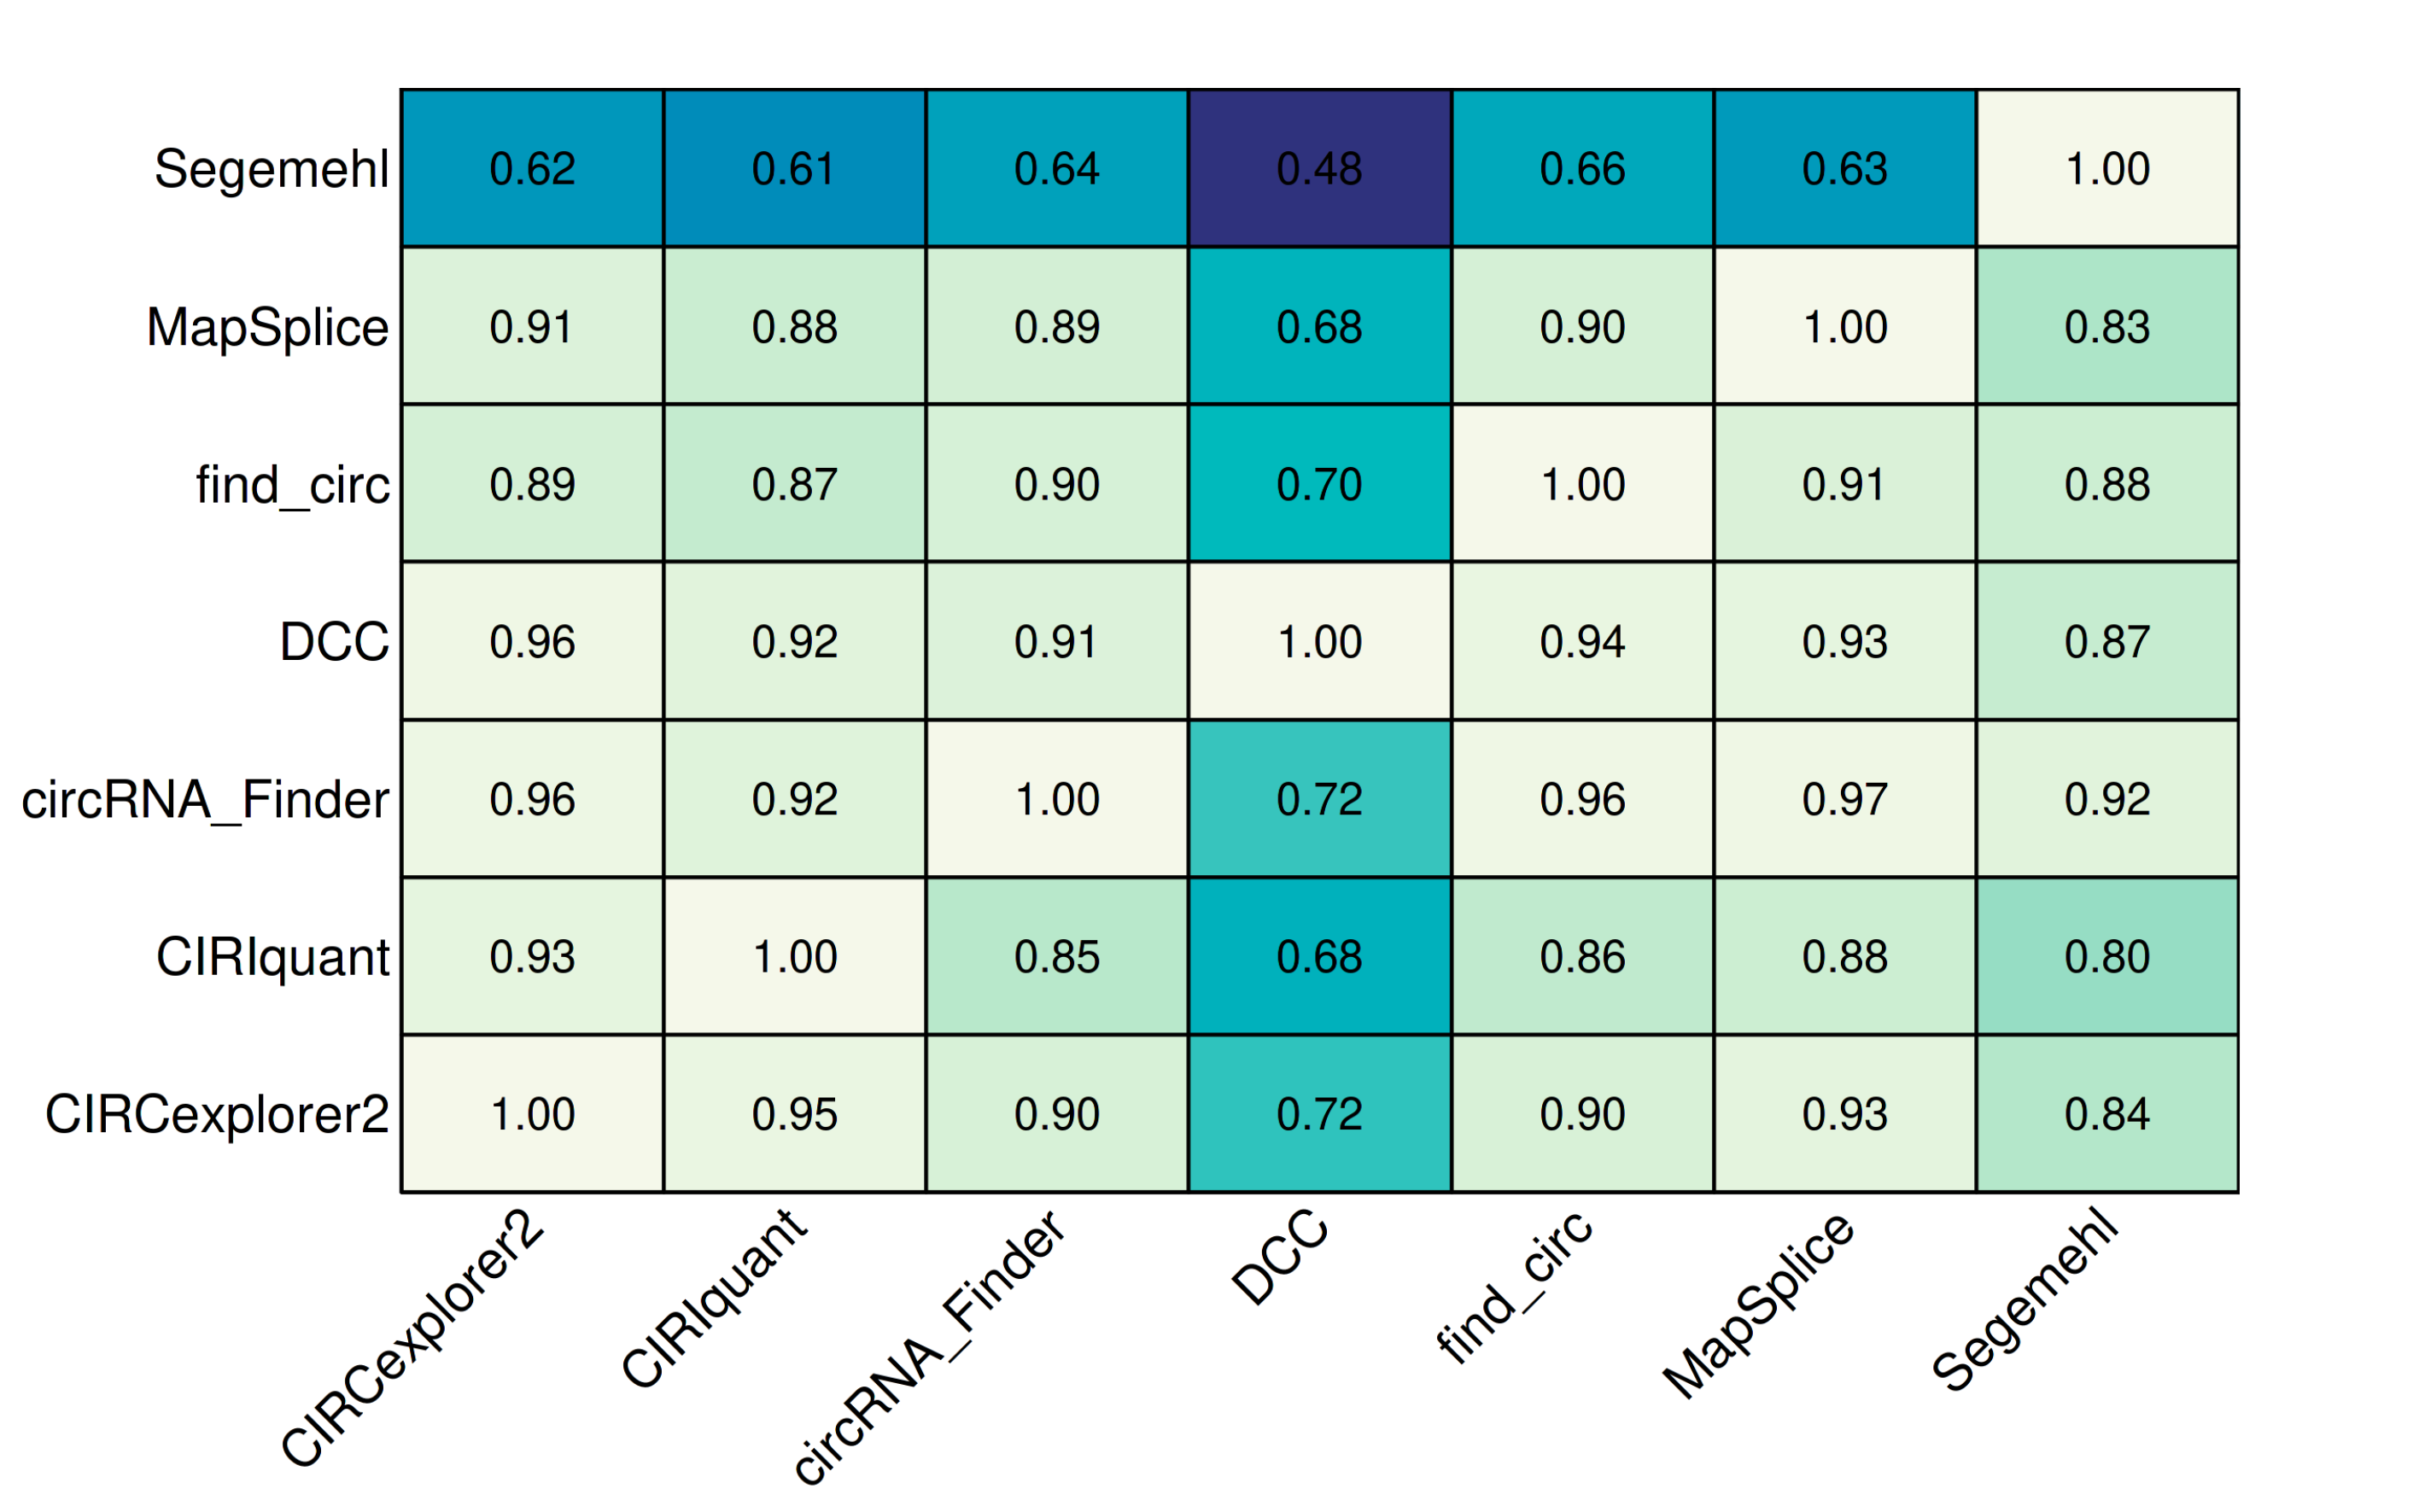 Segemehl 0.62 0.61 0.64 0.48 0.66 0.63 1.00
MapSplice 0.91 0.88 0.89 0.68 0.90 1.00 0.83
find_circ 0.89 0.87 0.90 0.70 1.00 0.91 0.88
DCC 0.96 0.92 0.91 1.00 0.94 0.93 0.87
circRNA_Finder 0.96 0.92 1.00 0.72 0.96 0.97 0.92
CIRIquant 0.93 1.00 0.85 0.68 0.86 0.88 0.80
CIRCexplorer2 1.00 0.95 0.90 0.72 0.90 0.93 0.84
CIRCexplorer2 CIRIquant circRNA_Finder DCC find_circ MapSplice Segemehl